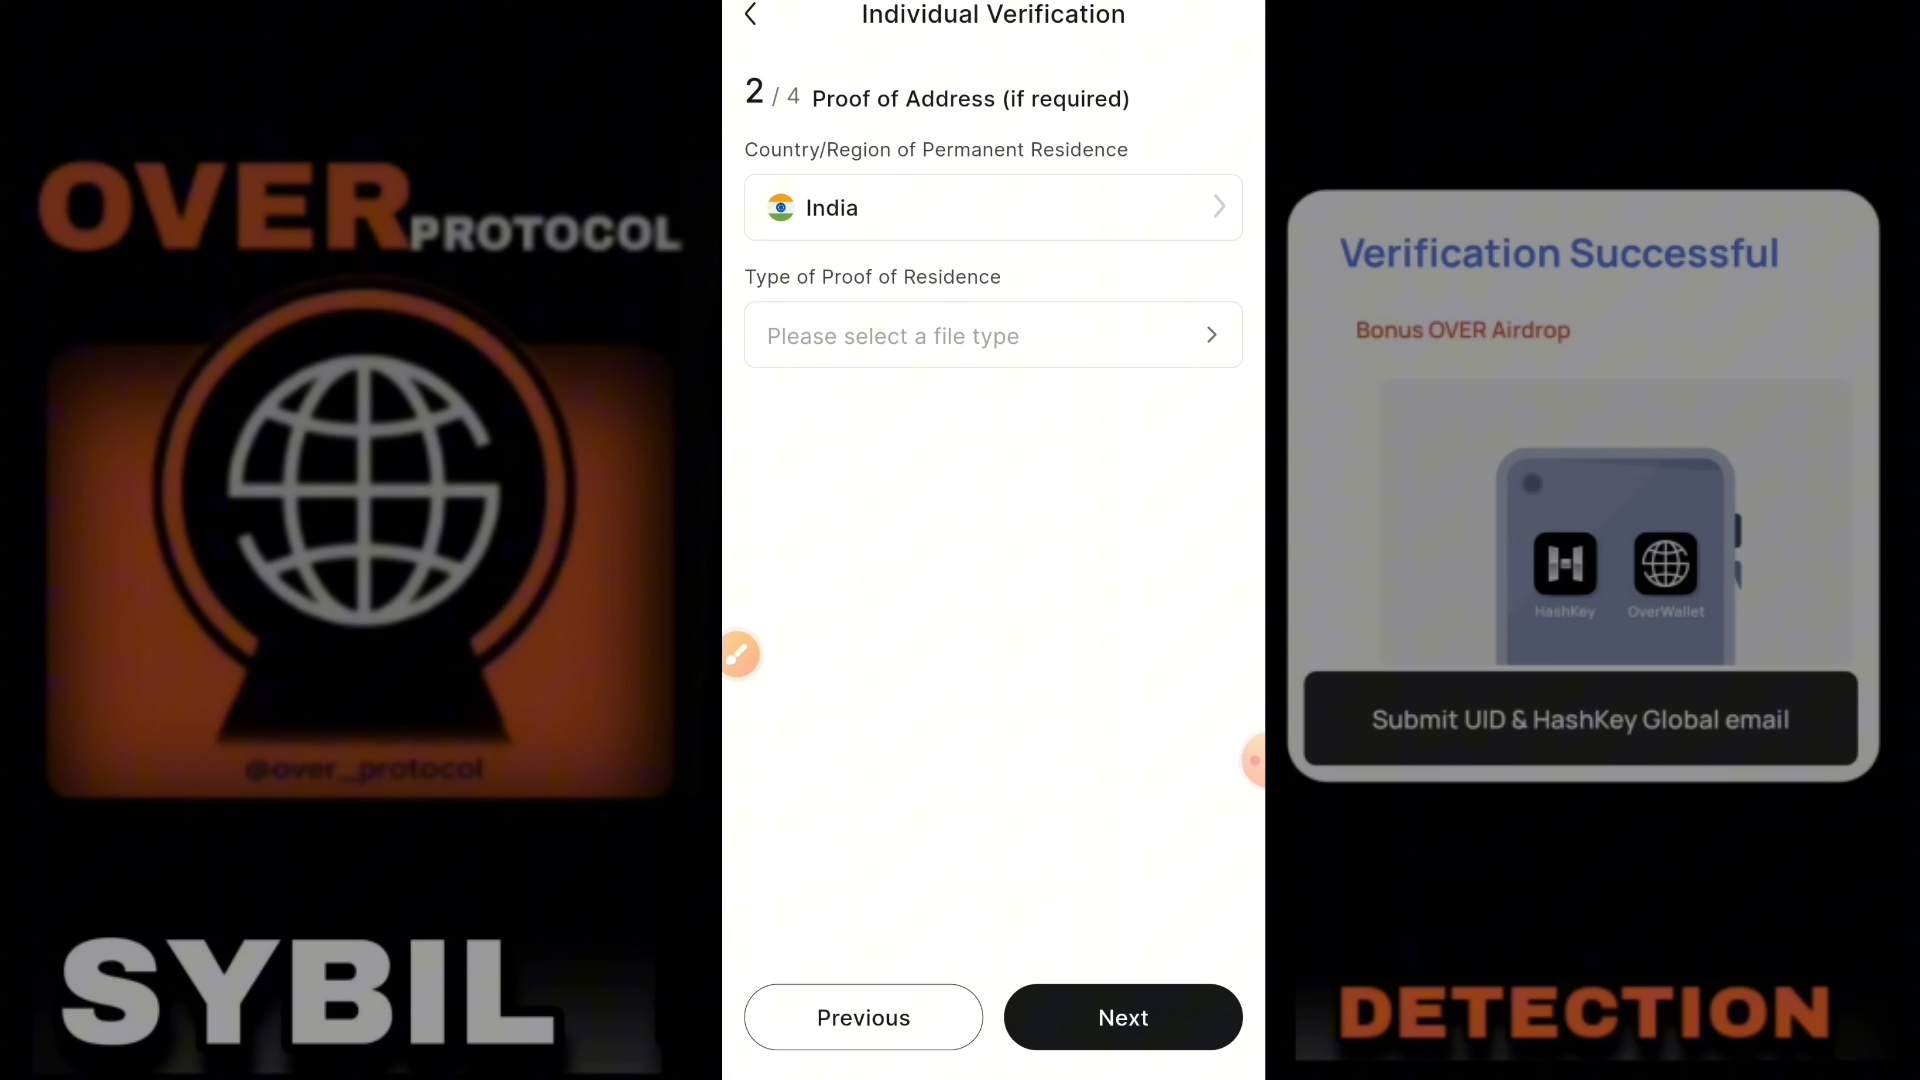 OVER PROTOCOL
@over_protocol
SYBIL
Individual Verification
2 / 4 Proof of Address (if required)
Country/Region of Permanent Residence
India
Type of Proof of Residence
Please select a file type
Previous
Next
Verification Successful
Bonus OVER Airdrop
HashKey
OverWallet
Submit UID & HashKey Global email
DETECTION